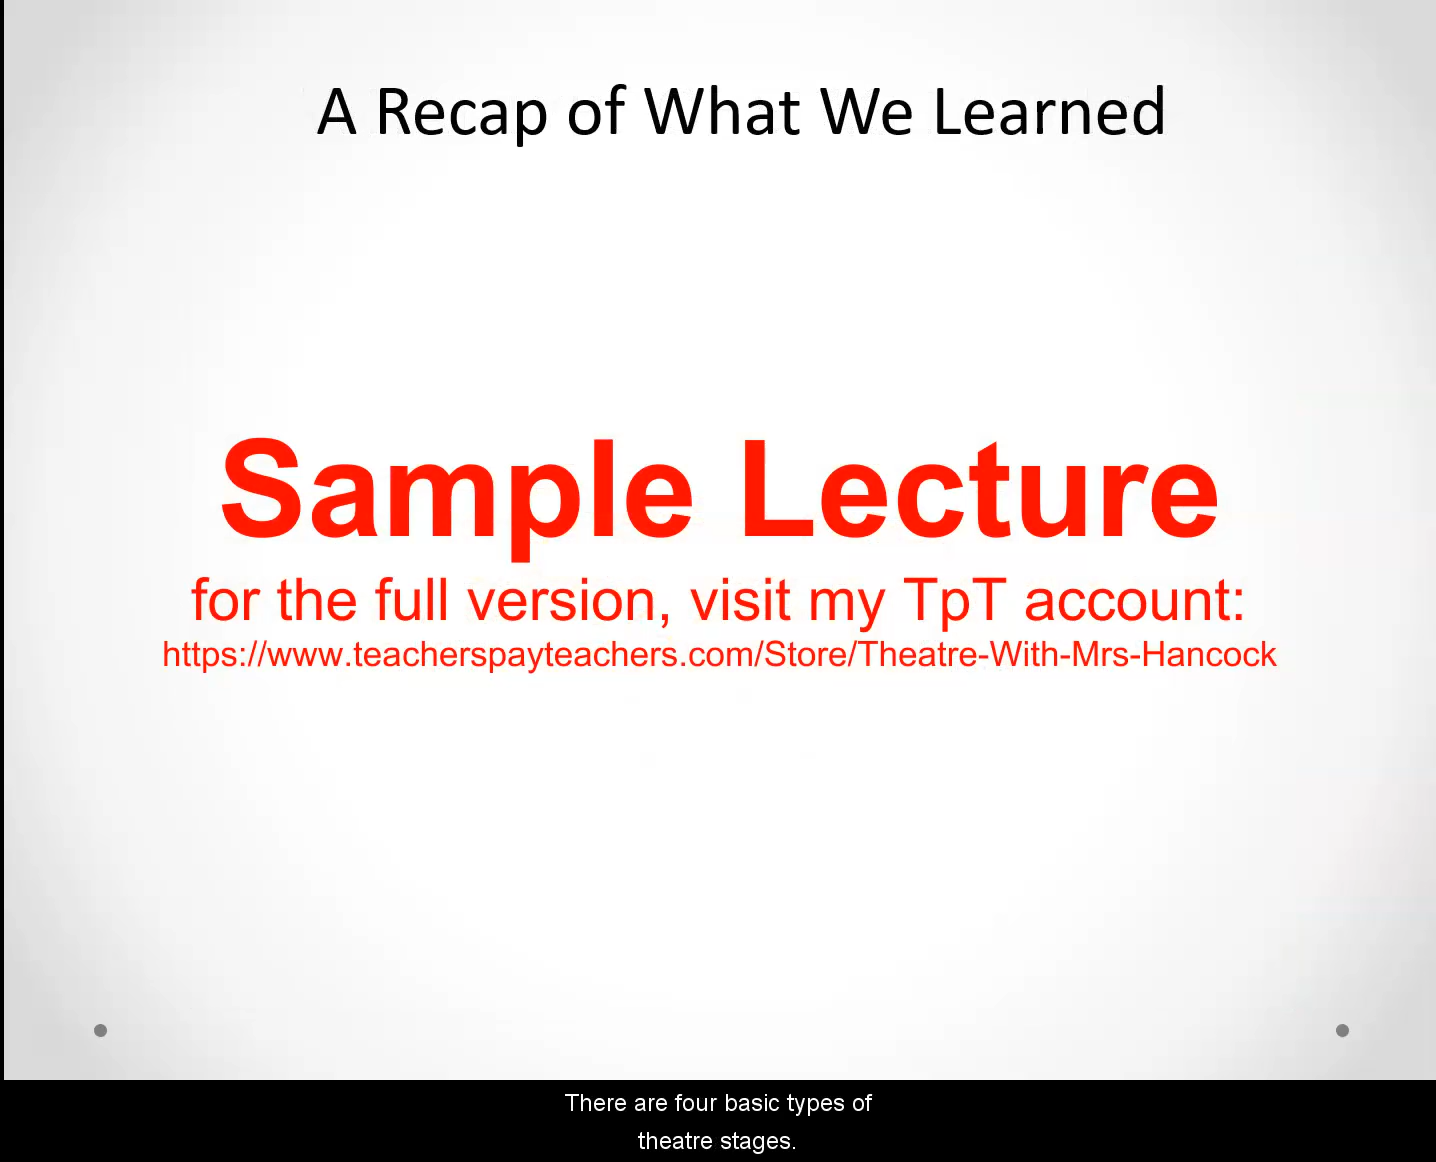 A Recap of What We Learned
Sample Lecture
for the full version, visit my TpT account:
https://www.teacherspayteachers.com/Store/Theatre-With-Mrs-Hancock
There are four basic types of
theatre stages.